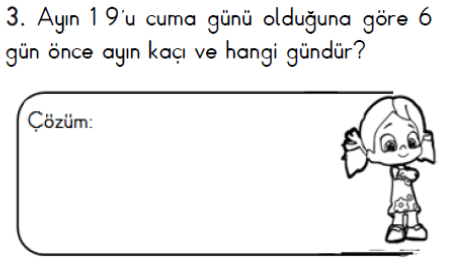 3. Ayın 19'u cuma günü olduğuna göre 6
gün önce ayın kaçı ve hangi gündür?
Çözüm: